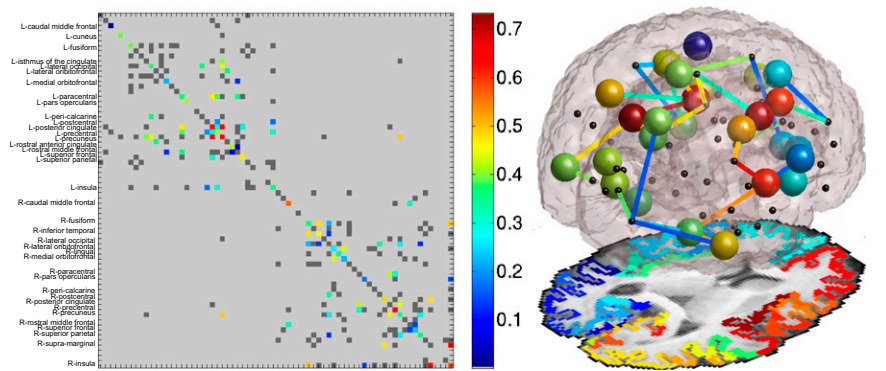 L-caudal middle frontal
L-cuneus
L-fusiform
L-isthmus of the cingulate
L-lateral occipital
L-lateral orbitofrontal
L-medial orbitofrontal
L-paracentral
L-pars opercularis
L-peri-calcarine
L-postcentral
L-posterior cingulate
L-precentral
L-precuneus
L-rostral anterior cingulate
L-rostral middle frontal
L-superior frontal
L-superior parietal
L-insula
R-caudal middle frontal
R-fusiform
R-inferior temporal
R-lateral occipital
R-lateral orbitofrontal
R-lingua
R-medial orbitofrontal
R-paracentral
R-pars opercularis
R-peri-calcarine
R-postcentral
R-posterior cingulate
R-precentral
R-precuneus
R-rostral middle frontal
R-superior frontal
R-superior parietal
R-supra-marginal
R-insula
0.7
0.6
0.5
0.4
0.3
0.2
0.1